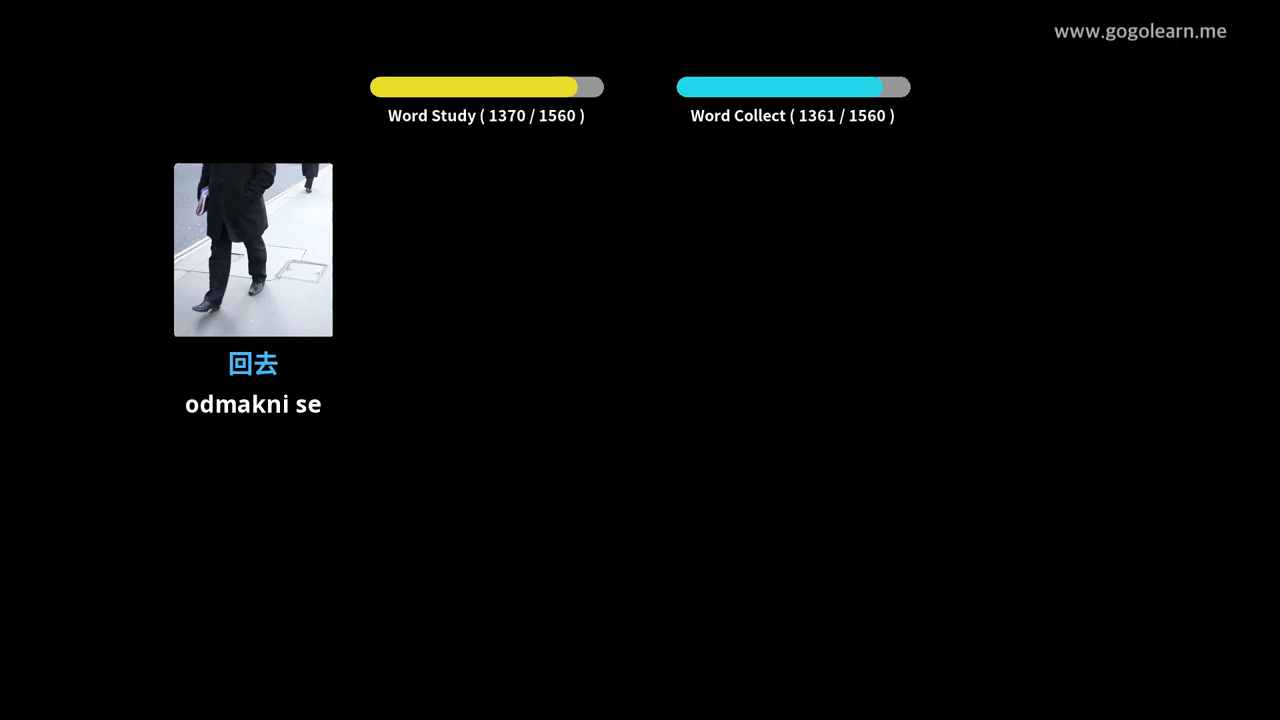 www.gogolearn.me
Word Study ( 1370 / 1560 )
Word Collect ( 1361 / 1560 )
回去
odmakni se